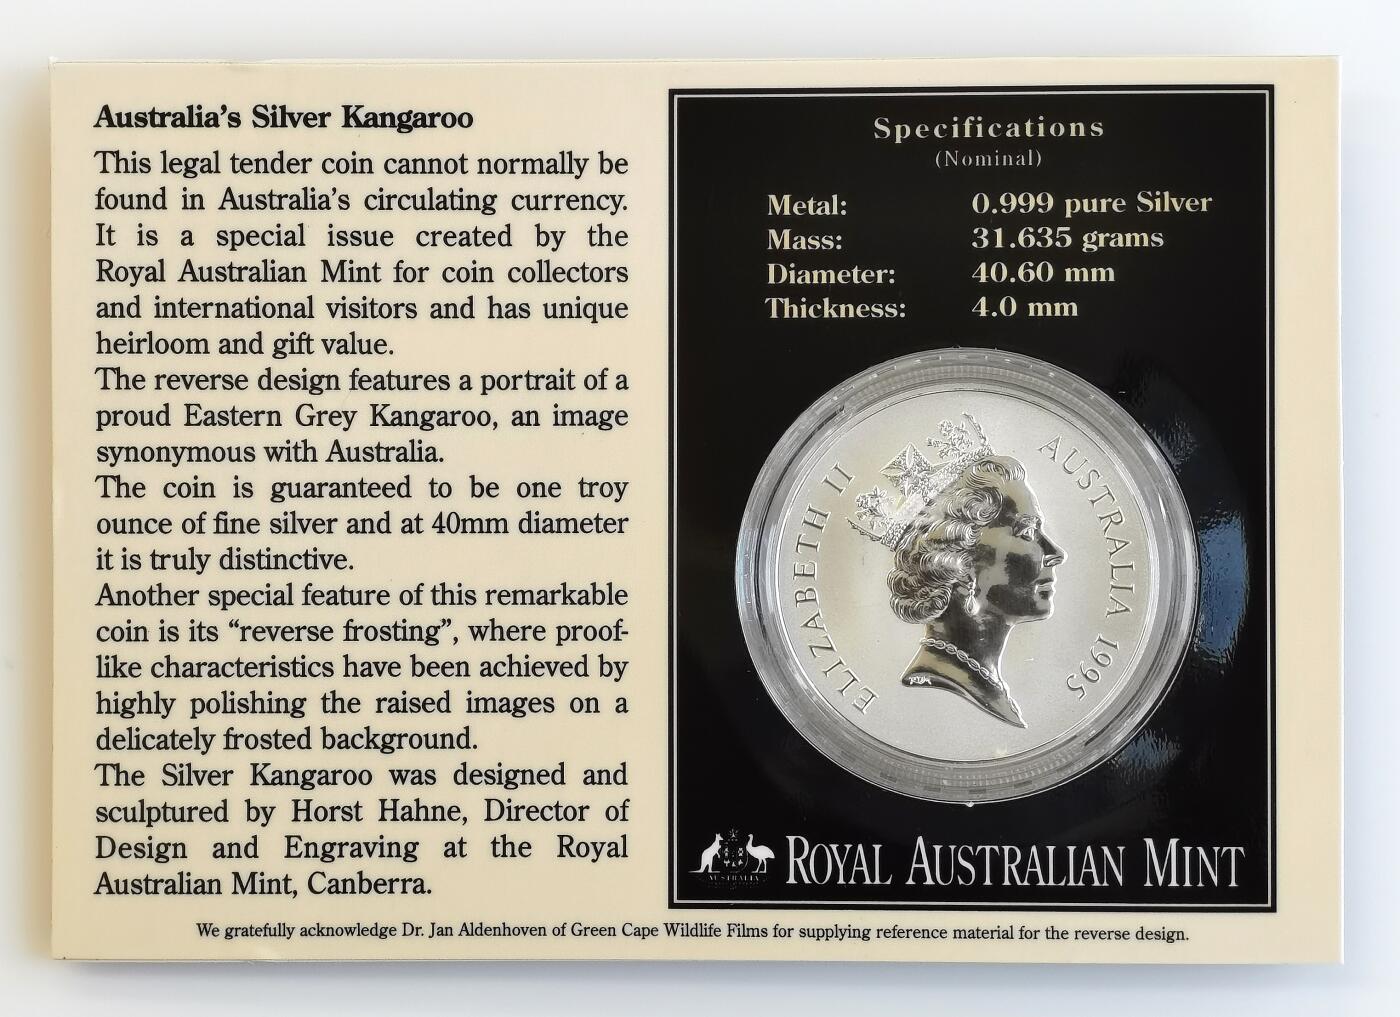 Australia's Silver Kangaroo
This legal tender coin cannot normally be
found in Australia's circulating currency.
It is a special issue created by the
Royal Australian Mint for coin collectors
and international visitors and has unique
heirloom and gift value.
The reverse design features a portrait of a
proud Eastern Grey Kangaroo, an image
synonymous with Australia.
The coin is guaranteed to be one troy
ounce of fine silver and at 40mm diameter
it is truly distinctive.
Another special feature of this remarkable
coin is its “reverse frosting”, where proof-
like characteristics have been achieved by
highly polishing the raised images on a
delicately frosted background.
The Silver Kangaroo was designed and
sculptured by Horst Hahne, Director of
Design and Engraving at the Royal
Australian Mint, Canberra.
Specifications
(Nominal)
Metal: 0.999 pure Silver
Mass: 31.635 grams
Diameter: 40.60 mm
Thickness: 4.0 mm
ELIZABETH II
AUSTRALIA 1995
AUSTRALIA
ROYAL AUSTRALIAN MINT
We gratefully acknowledge Dr. Jan Aldenhoven of Green Cape Wildlife Films for supplying reference material for the reverse design.